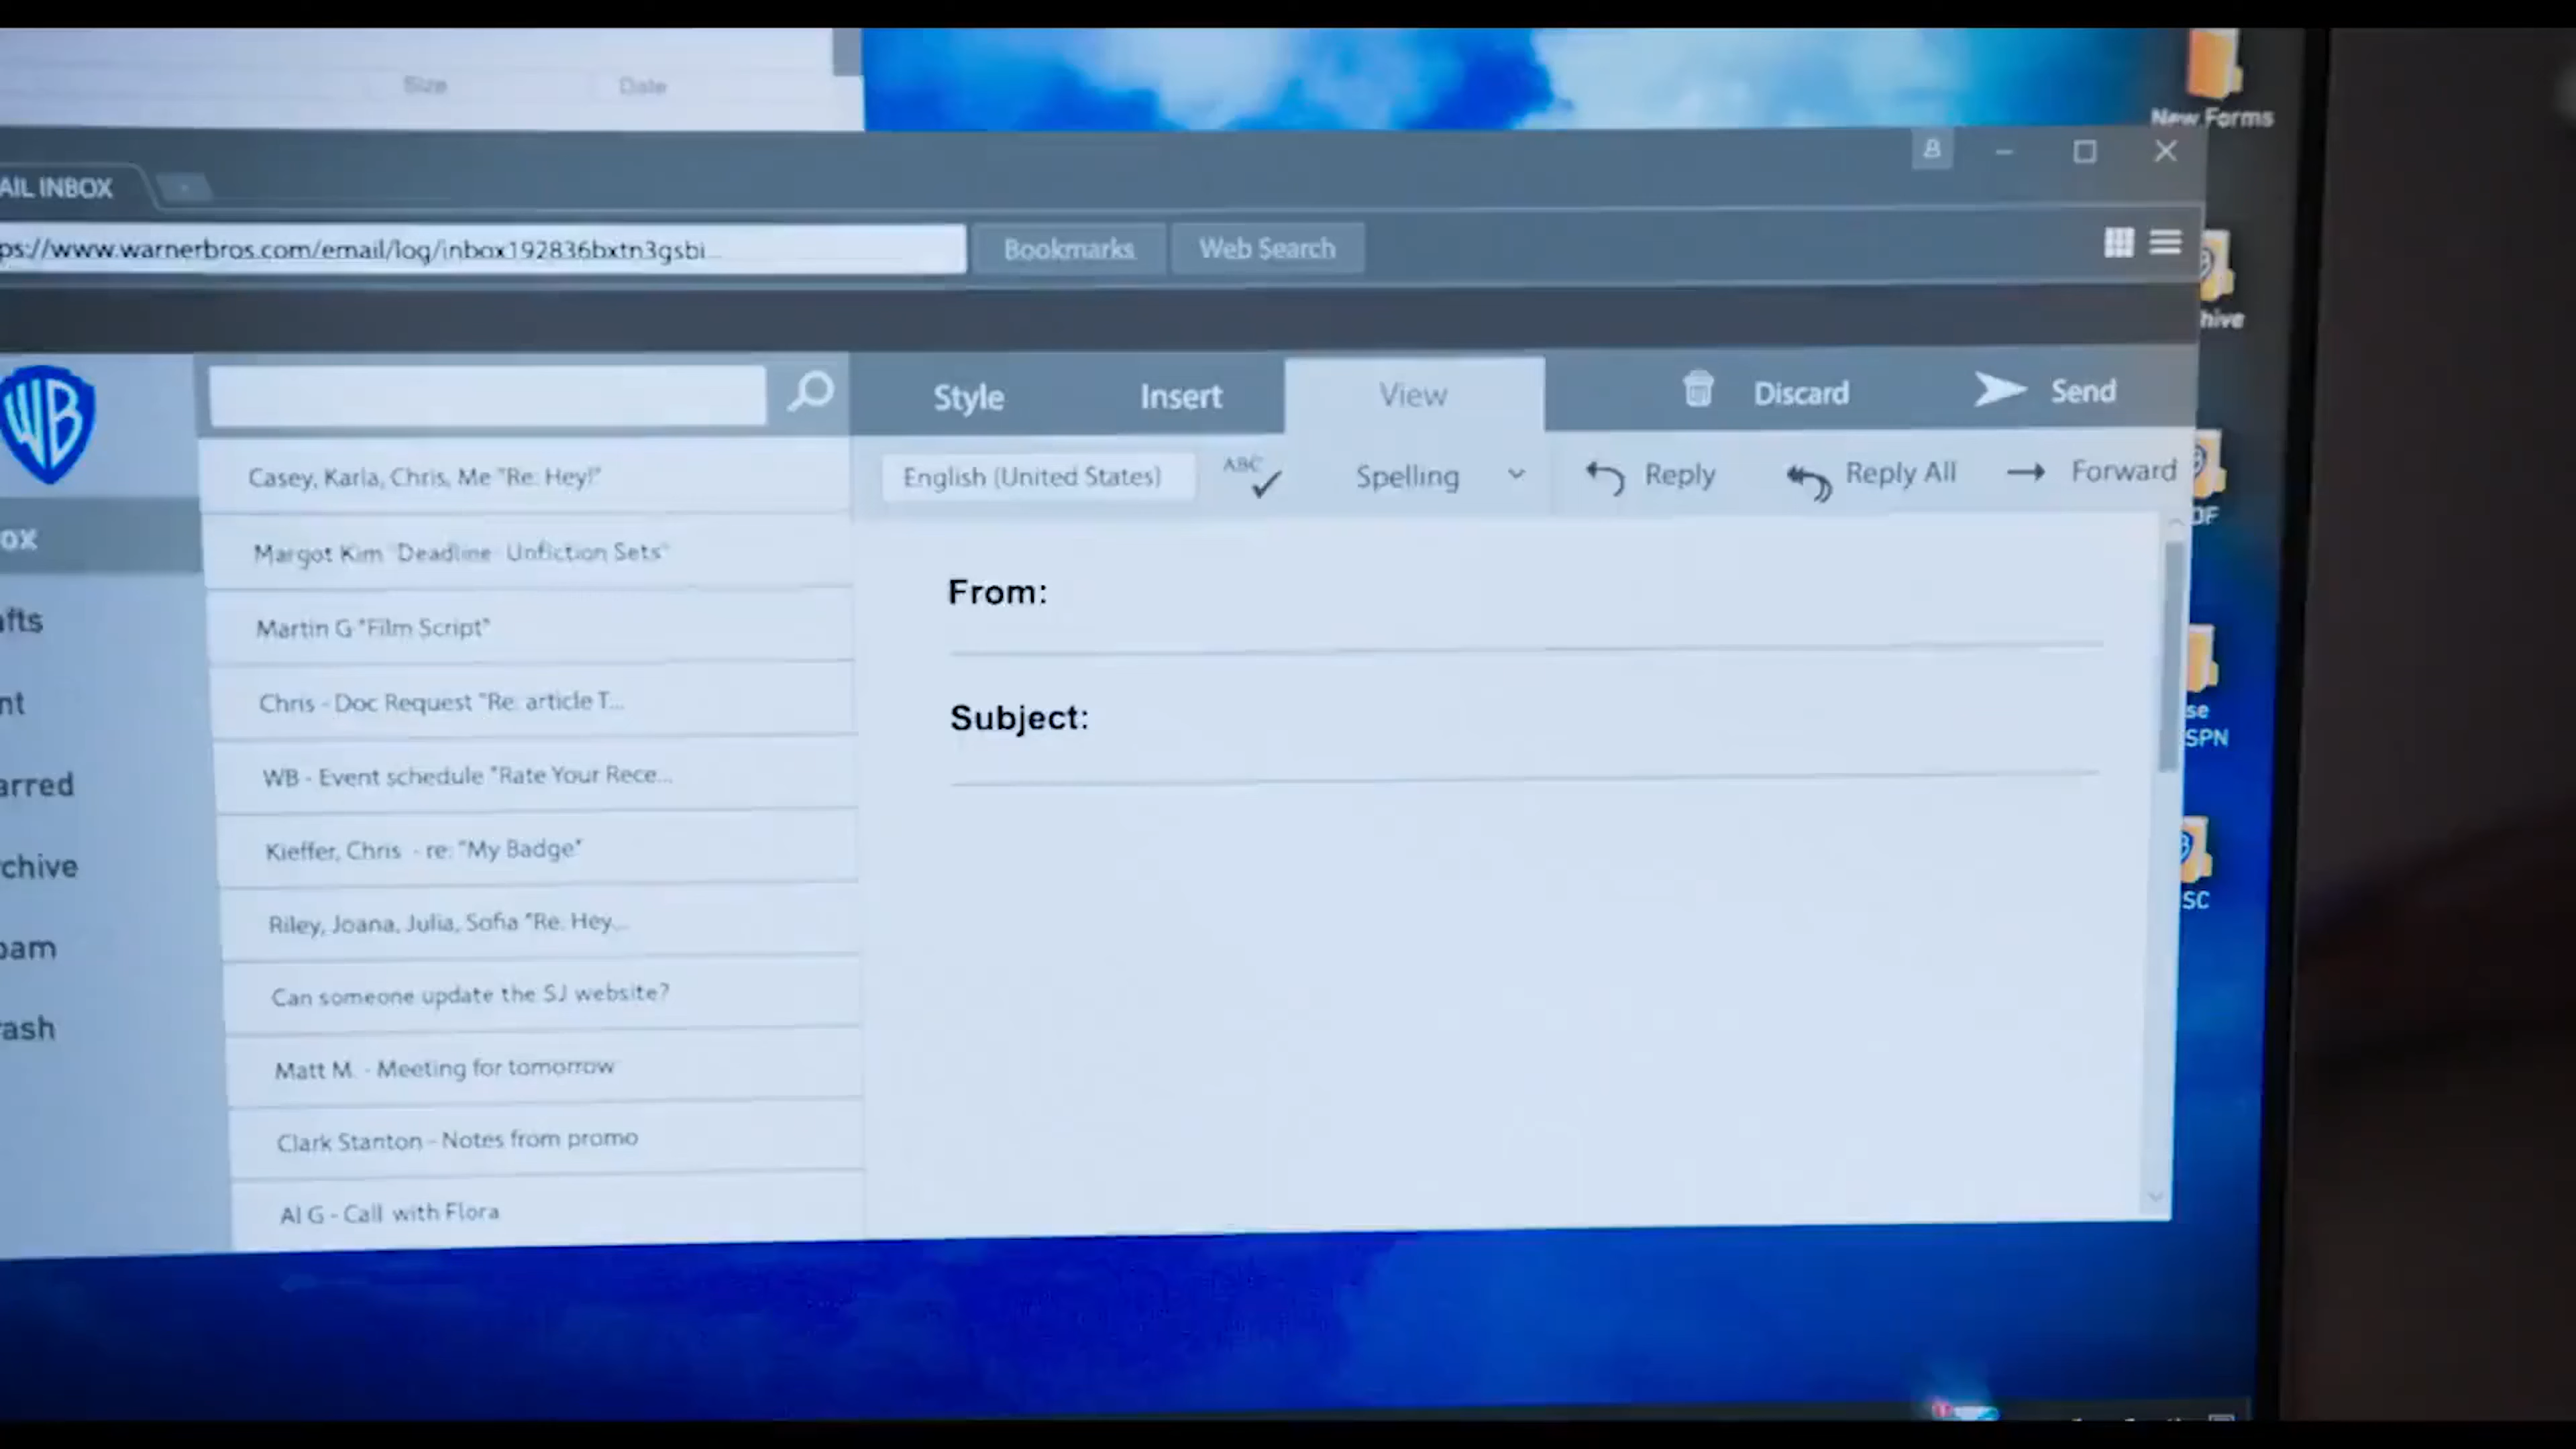 Size Date
New Forms
AIL INBOX
ps://www.warnerbros.com/email/log/inbox192836bxtn3gsbi...
Bookmarks Web Search
hive
WB
Style Insert View Discard Send
Casey, Karla, Chris, Me "Re: Hey!"
English (United States) ABC Spelling Reply Reply All Forward
ox
Margot Kim "Deadline Unfiction Sets"
DF
From:
afts
Martin G "Film Script"
nt
Chris - Doc Request "Re: article T...
Subject:
se
SPN
arred
WB - Event schedule "Rate Your Rece...
Kieffer, Chris - re: "My Badge"
rchive
SC
Riley, Joana, Julia, Sofia "Re: Hey...
pam
Can someone update the SJ website?
rash
Matt M. - Meeting for tomorrow
Clark Stanton - Notes from promo
Al G - Call with Flora